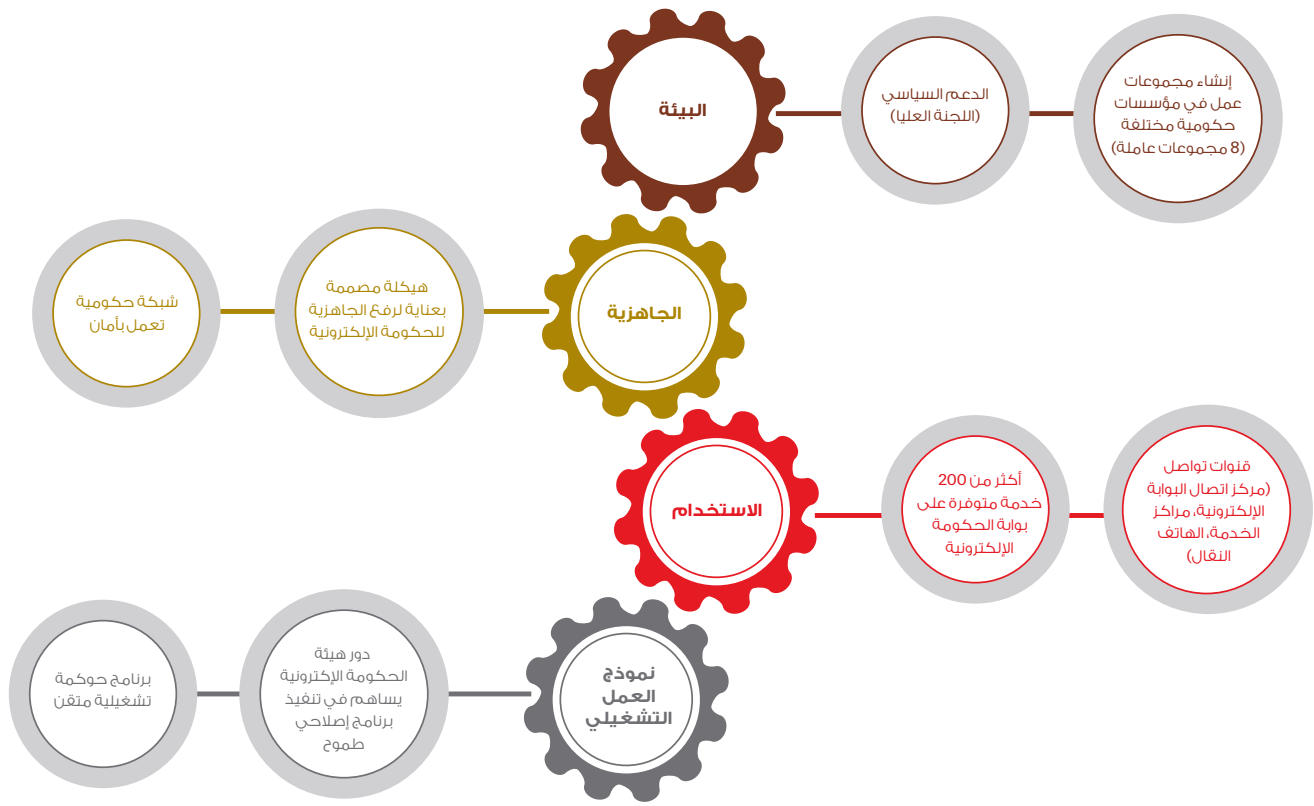 البيئة
الدعم السياسي
(اللجنة العليا)
إنشاء مجموعات
عمل في مؤسسات
حكومية مختلفة
(8 مجموعات عاملة)
الجاهزية
هيكلة مصممة
بعناية لرفع الجاهزية
للحكومة الإلكترونية
شبكة حكومية
تعمل بأمان
الاستخدام
أكثر من 200
خدمة متوفرة على
بوابة الحكومة
الإلكترونية
قنوات تواصل
(مركز اتصال البوابة
الإلكترونية، مراكز
الخدمة، الهاتف
النقال)
نموذج
العمل
التشغيلي
دور هيئة
الحكومة الإكترونية
يساهم في تنفيذ
برنامج إصلاحي
طموح
برنامج حوكمة
تشغيلية متقن